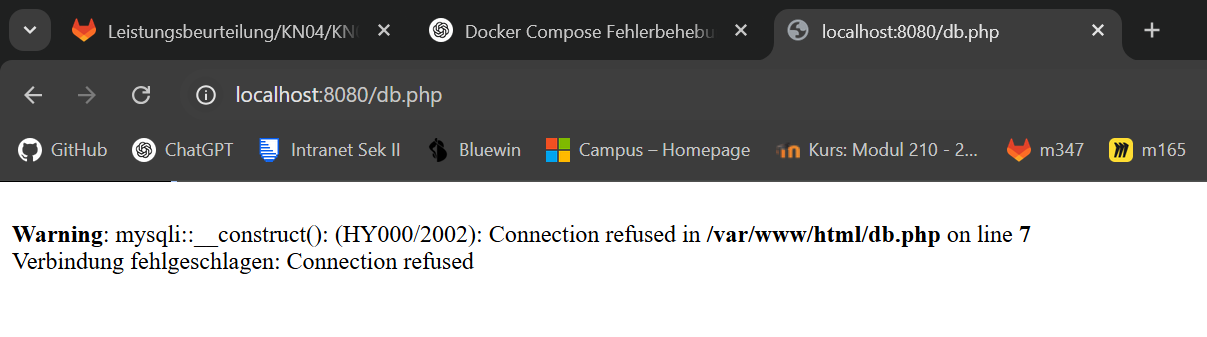 Leistungsbeurteilung/KN04/KN
Docker Compose Fehlerbehebu
localhost:8080/db.php
localhost:8080/db.php
GitHub
ChatGPT
Intranet Sek II
Bluewin
Campus – Homepage
Kurs: Modul 210 - 2...
m347
m165
Warning: mysqli::__construct(): (HY000/2002): Connection refused in /var/www/html/db.php on line 7
Verbindung fehlgeschlagen: Connection refused